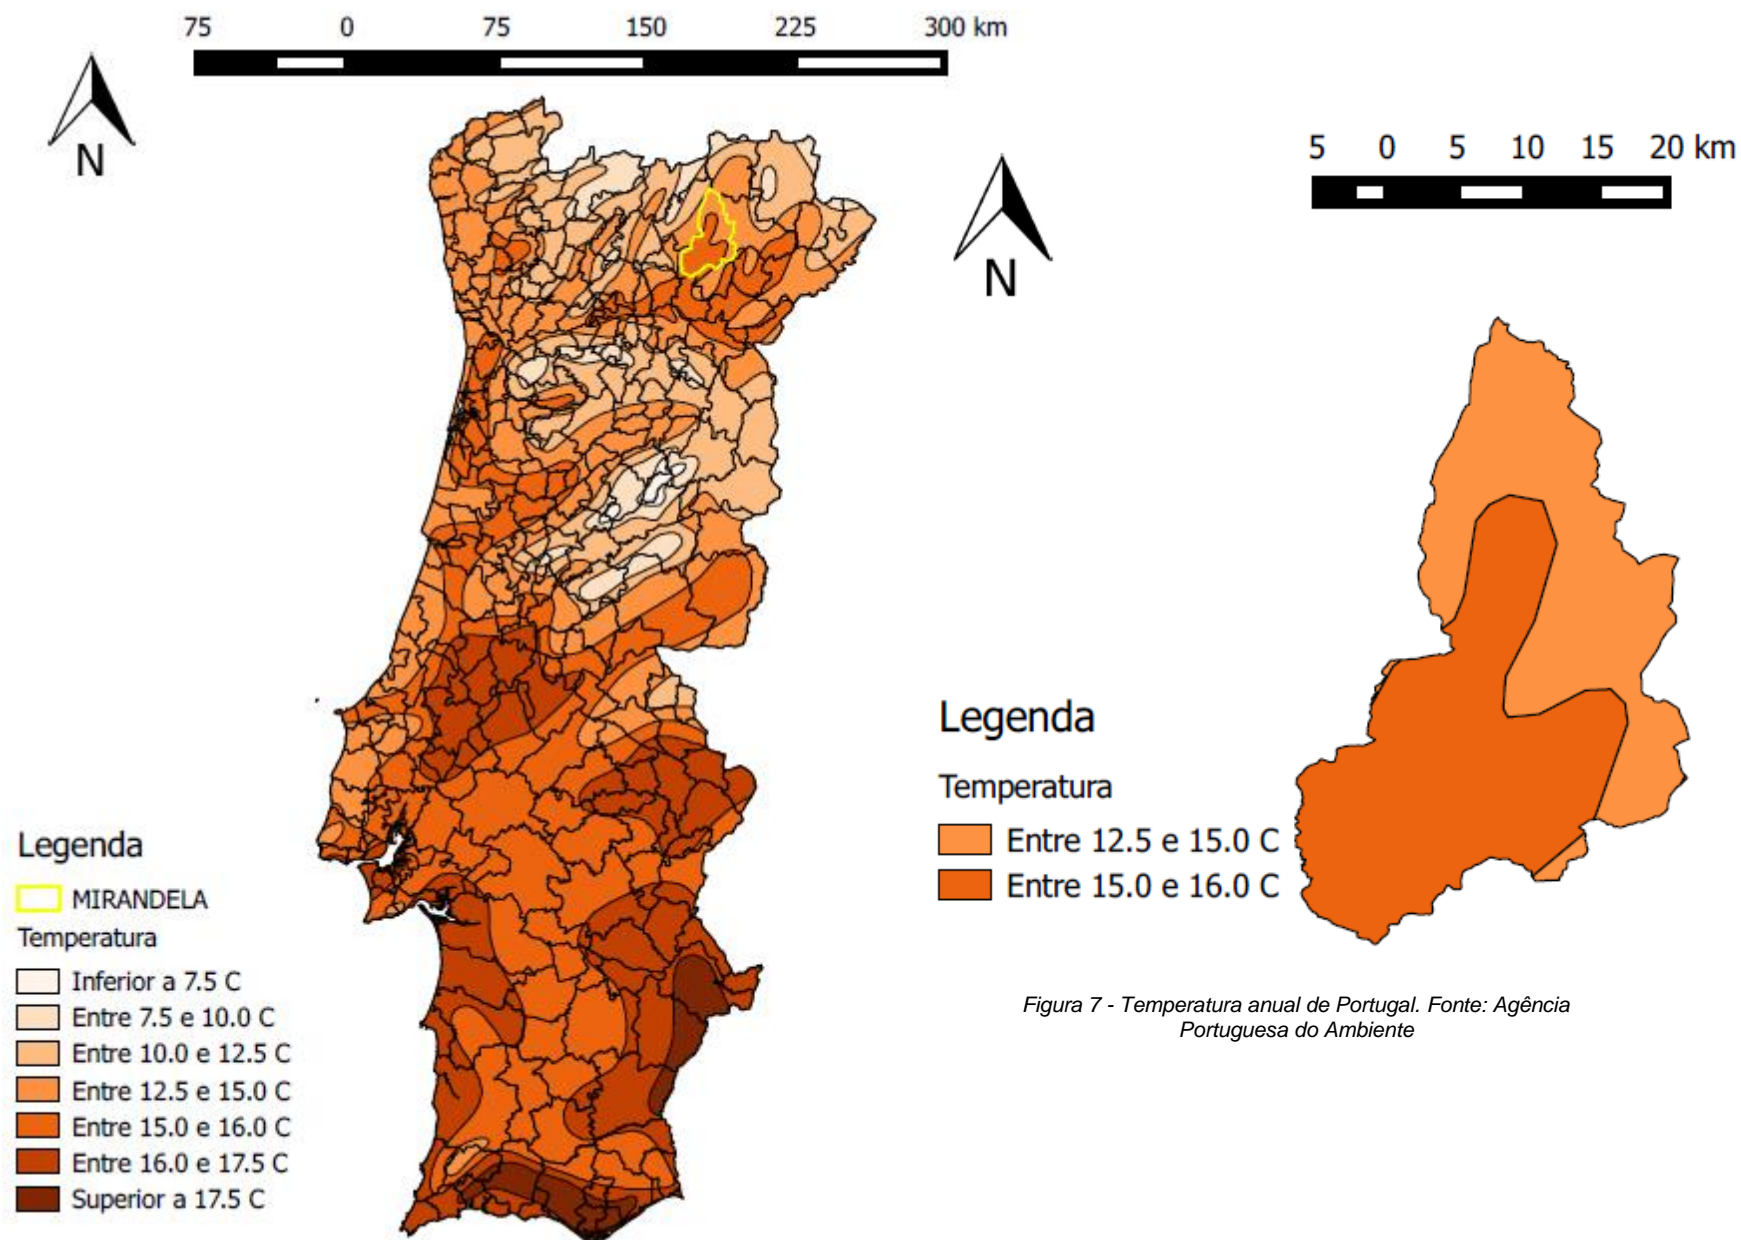 75 0 75 150 225 300 km
N
Legenda
MIRANDELA
Temperatura
Inferior a 7.5 C
Entre 7.5 e 10.0 C
Entre 10.0 e 12.5 C
Entre 12.5 e 15.0 C
Entre 15.0 e 16.0 C
Entre 16.0 e 17.5 C
Superior a 17.5 C
5 0 5 10 15 20 km
N
Legenda
Temperatura
Entre 12.5 e 15.0 C
Entre 15.0 e 16.0 C
Figura 7 - Temperatura anual de Portugal. Fonte: Agência
Portuguesa do Ambiente